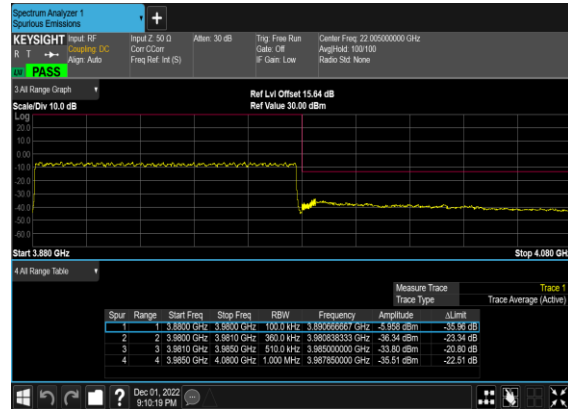 Spectrum Analyzer 1
Spurious Emissions
+
KEYSIGHT Input: RF Input Z: 50 Ω Atten: 30 dB Trig: Free Run Center Freq: 22.005000000 GHz
R T Coupling: DC Corr CCorr Gate: Off Avg|Hold: 100/100
Align: Auto Freq Ref: Int (S) IF Gain: Low Radio Std: None
PASS
3 All Range Graph
Ref Lvl Offset 15.64 dB
Scale/Div 10.0 dB Ref Value 30.00 dBm
Log
20.0
10.0
0.00
-10.0
-20.0
-30.0
-40.0
-50.0
-60.0
Start 3.880 GHz Stop 4.080 GHz
4 All Range Table
Measure Trace Trace 1
Trace Type Trace Average (Active)
Spur Range Start Freq Stop Freq RBW Frequency Amplitude ΔLimit
1 1 3.8800 GHz 3.9800 GHz 100.0 kHz 3.890666667 GHz -5.958 dBm -35.96 dB
2 2 3.9800 GHz 3.9810 GHz 360.0 kHz 3.980838333 GHz -36.34 dBm -23.34 dB
3 3 3.9810 GHz 3.9850 GHz 510.0 kHz 3.985000000 GHz -33.80 dBm -20.80 dB
4 4 3.9850 GHz 4.0800 GHz 1.000 MHz 3.987850000 GHz -35.51 dBm -22.51 dB
? Dec 01, 2022
9:10:19 PM